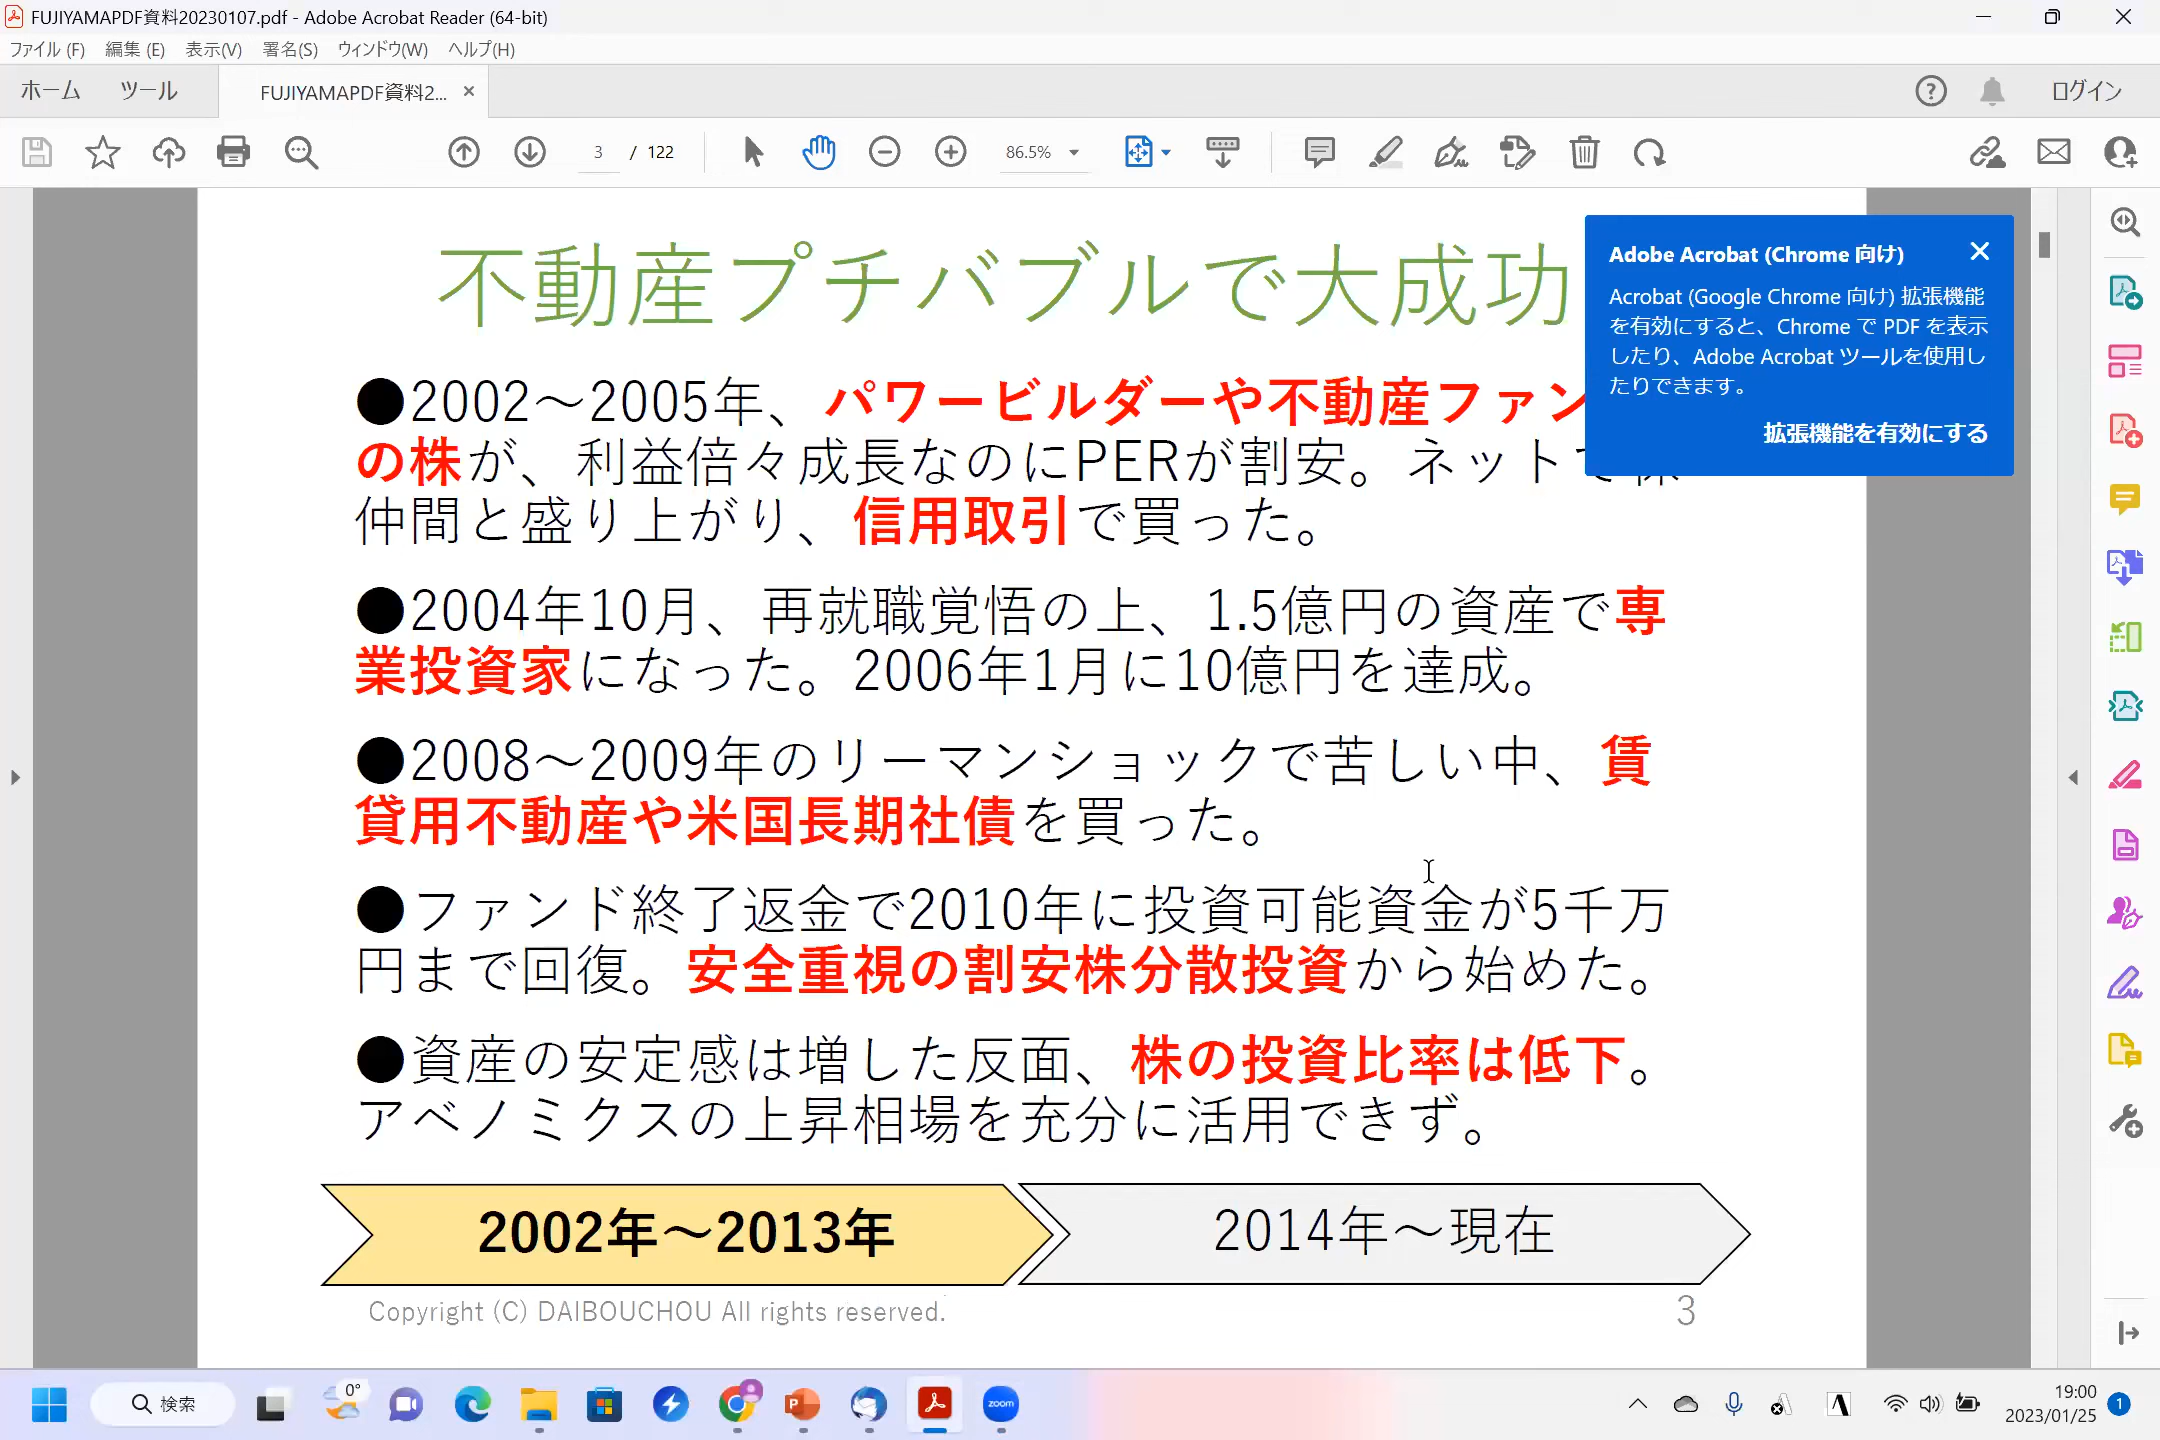 FUJIYAMAPDF資料20230107.pdf - Adobe Acrobat Reader (64-bit)
ファイル (F) 編集 (E) 表示(V) 署名(S) ウィンドウ(W) ヘルプ(H)
ホーム ツール FUJIYAMAPDF資料2... × ログイン
3 / 122 86.5%
不動産プチバブルで大成功
Adobe Acrobat (Chrome 向け)
Acrobat (Google Chrome 向け) 拡張機能
を有効にすると、Chrome で PDF を表示
したり、Adobe Acrobat ツールを使用し
たりできます。
拡張機能を有効にする
●2002～2005年、パワービルダーや不動産ファン
の株が、利益倍々成長なのにPERが割安。ネットで株
仲間と盛り上がり、信用取引で買った。
●2004年10月、再就職覚悟の上、1.5億円の資産で専
業投資家になった。2006年1月に10億円を達成。
●2008～2009年のリーマンショックで苦しい中、賃
貸用不動産や米国長期社債を買った。
●ファンド終了返金で2010年に投資可能資金が5千万
円まで回復。安全重視の割安株分散投資から始めた。
●資産の安定感は増した反面、株の投資比率は低下。
アベノミクスの上昇相場を充分に活用できず。
2002年～2013年 2014年～現在
Copyright (C) DAIBOUCHOU All rights reserved. 3
検索 0° zoom 19:00
2023/01/25 1